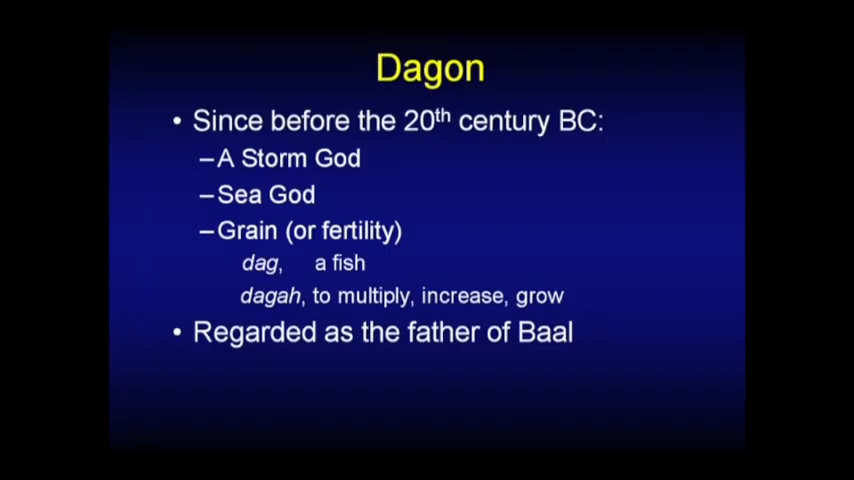 Dagon
• Since before the 20th century BC:
–A Storm God
–Sea God
–Grain (or fertility)
dag, a fish
dagah, to multiply, increase, grow
• Regarded as the father of Baal